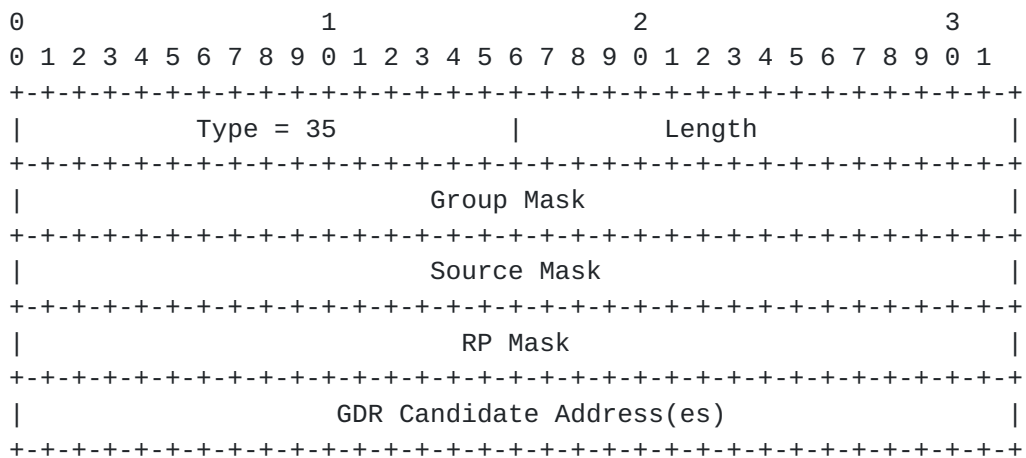 0                   1                   2                   3
0 1 2 3 4 5 6 7 8 9 0 1 2 3 4 5 6 7 8 9 0 1 2 3 4 5 6 7 8 9 0 1
+-+-+-+-+-+-+-+-+-+-+-+-+-+-+-+-+-+-+-+-+-+-+-+-+-+-+-+-+-+-+-+-+
|           Type = 35           |         Length                |
+-+-+-+-+-+-+-+-+-+-+-+-+-+-+-+-+-+-+-+-+-+-+-+-+-+-+-+-+-+-+-+-+
|                          Group Mask                           |
+-+-+-+-+-+-+-+-+-+-+-+-+-+-+-+-+-+-+-+-+-+-+-+-+-+-+-+-+-+-+-+-+
|                          Source Mask                          |
+-+-+-+-+-+-+-+-+-+-+-+-+-+-+-+-+-+-+-+-+-+-+-+-+-+-+-+-+-+-+-+-+
|                            RP Mask                            |
+-+-+-+-+-+-+-+-+-+-+-+-+-+-+-+-+-+-+-+-+-+-+-+-+-+-+-+-+-+-+-+-+
|                    GDR Candidate Address(es)                  |
+-+-+-+-+-+-+-+-+-+-+-+-+-+-+-+-+-+-+-+-+-+-+-+-+-+-+-+-+-+-+-+-+